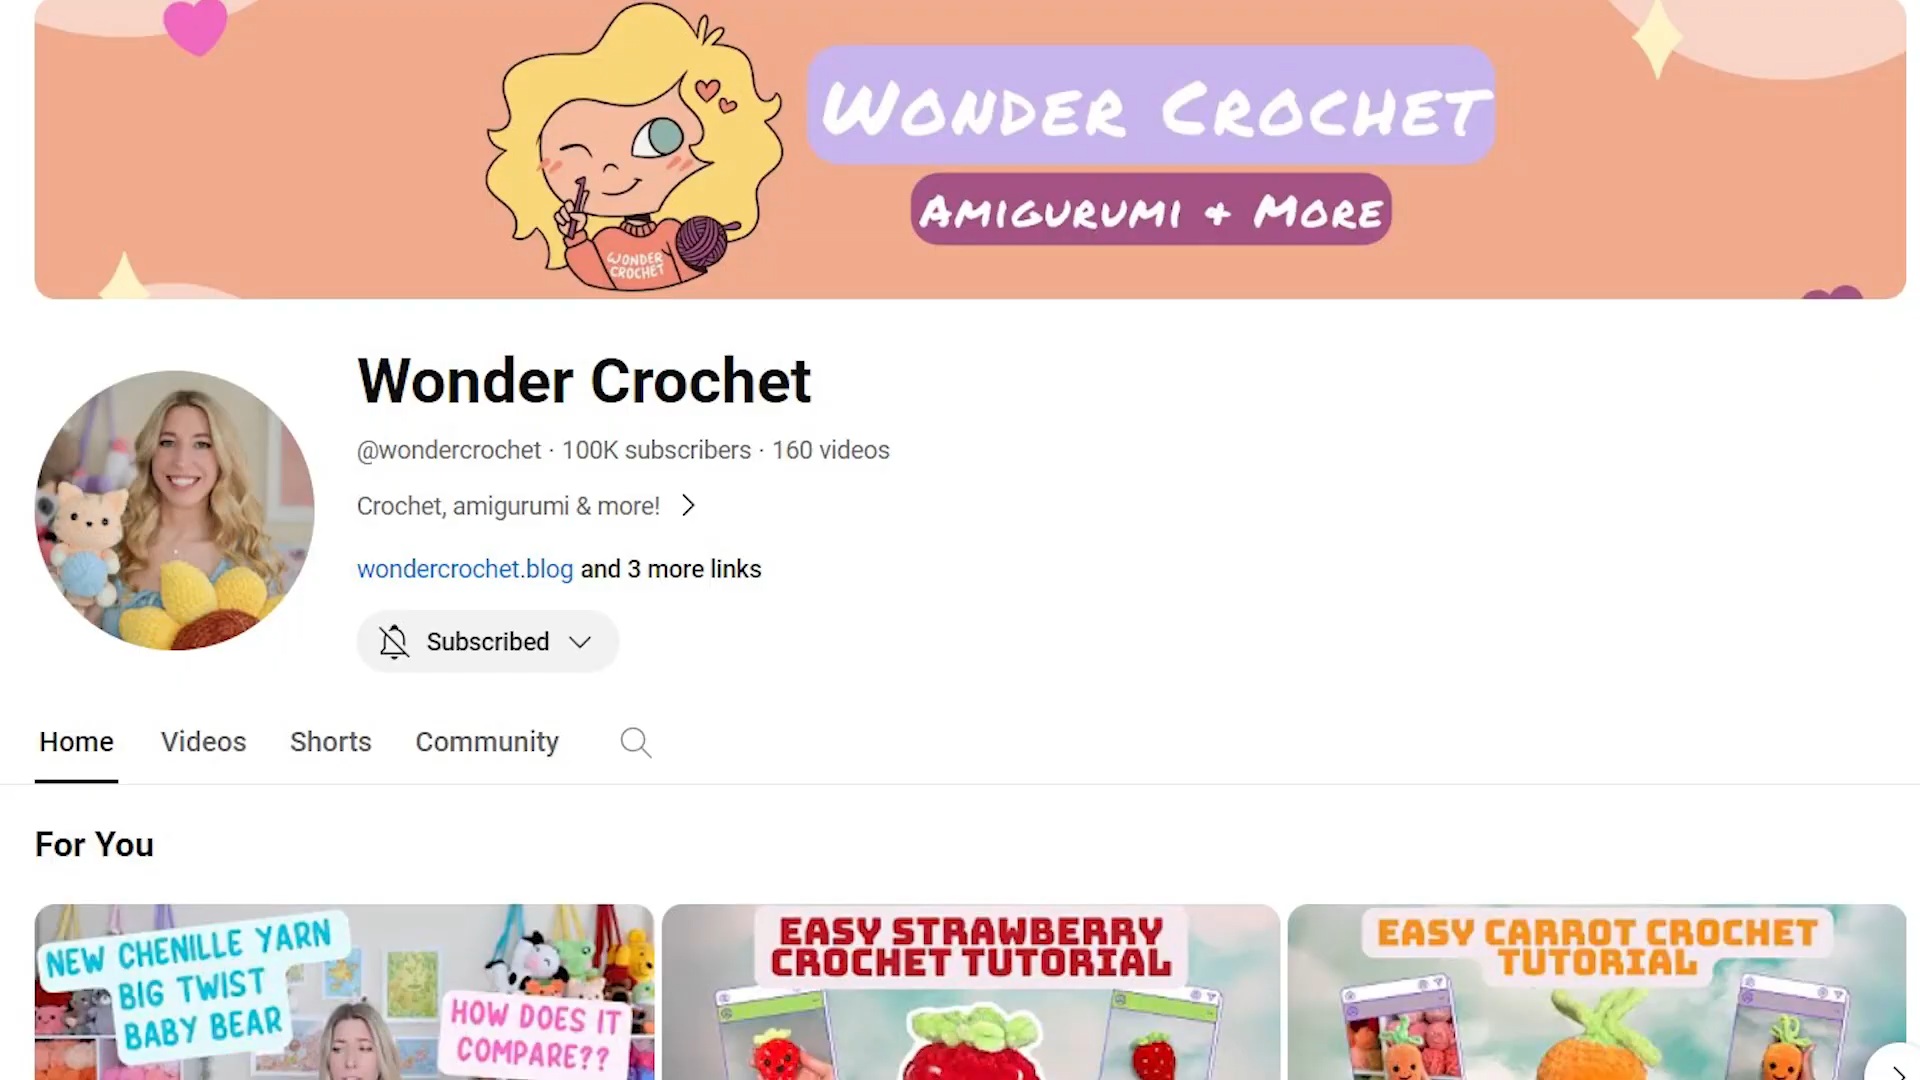 WONDER CROCHET
AMIGURUMI + MORE
WONDER
CROCHET
Wonder Crochet
@wondercrochet · 100K subscribers · 160 videos
Crochet, amigurumi & more!
wondercrochet.blog and 3 more links
Subscribed
Home Videos Shorts Community
For You
NEW CHENILLE YARN
BIG TWIST
BABY BEAR
HOW DOES IT
COMPARE??
EASY STRAWBERRY
CROCHET TUTORIAL
EASY CARROT CROCHET
TUTORIAL